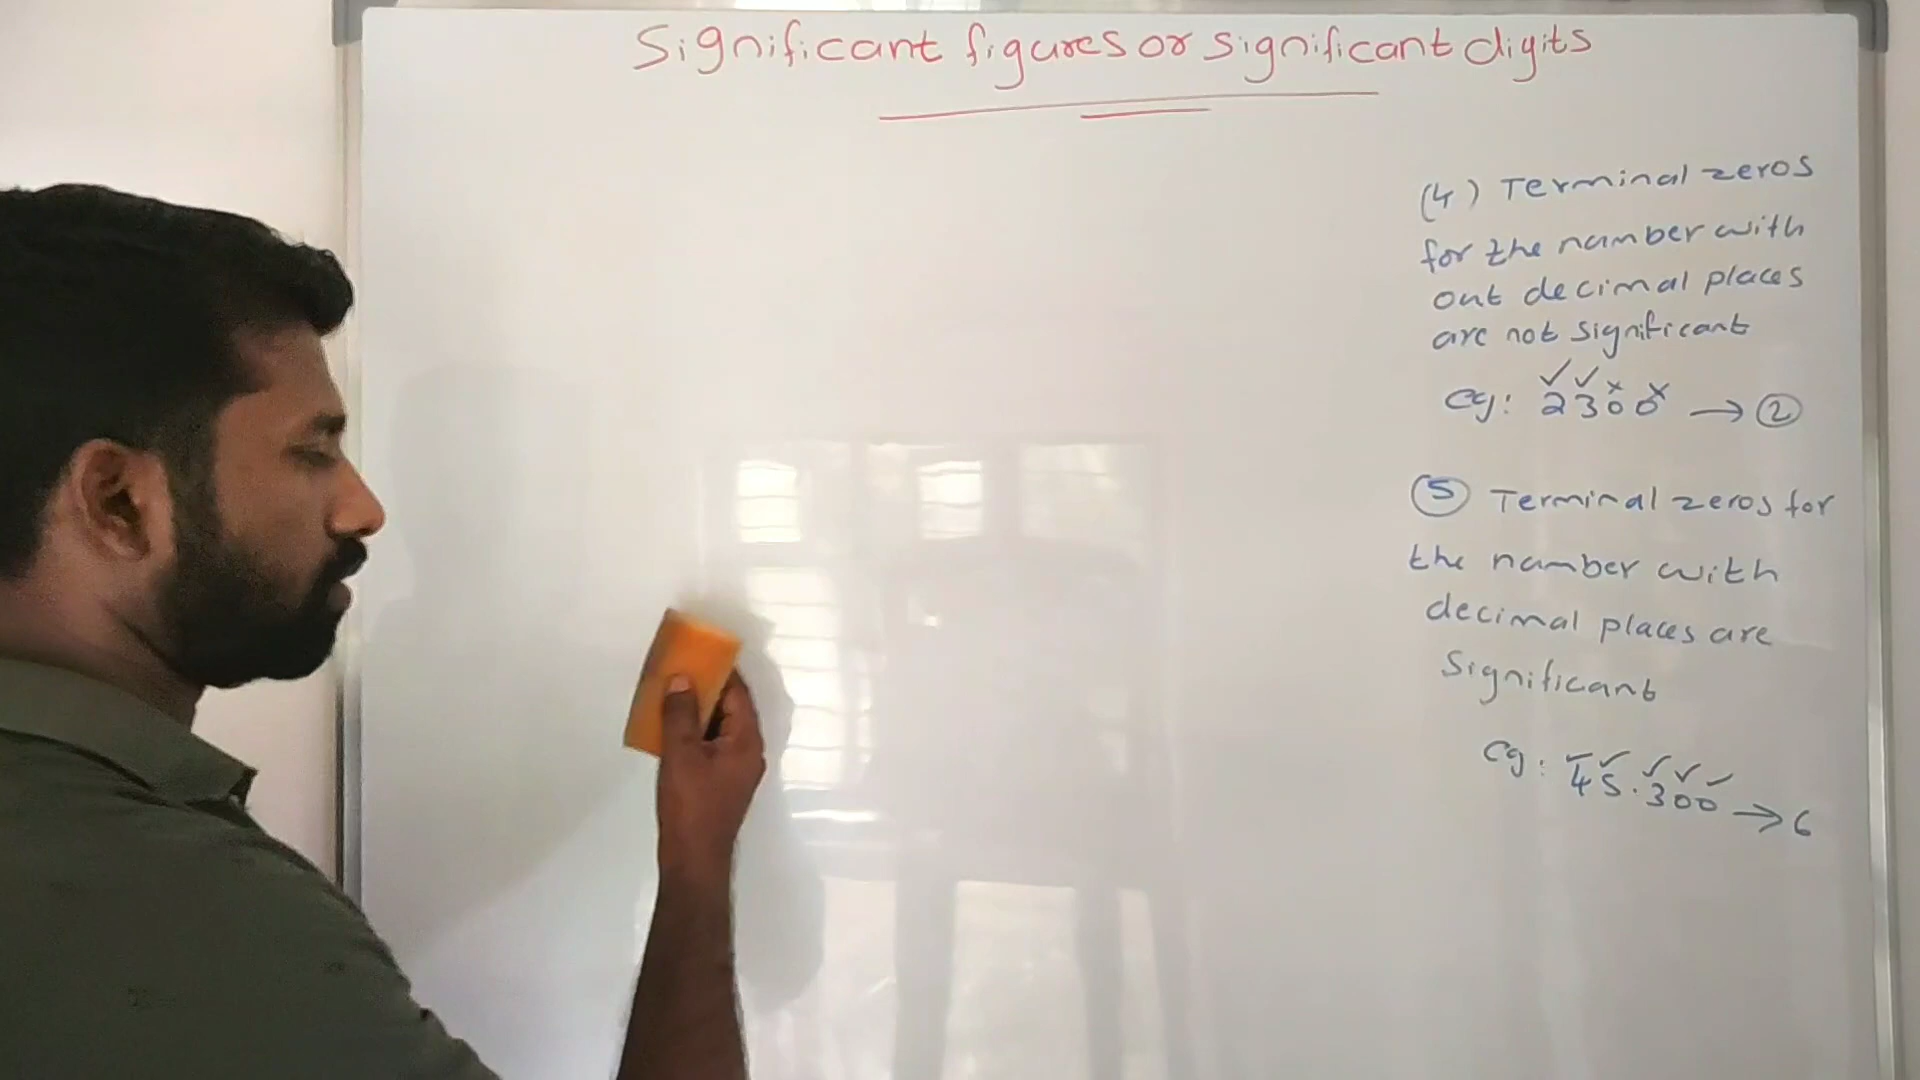 Significant figures or significant digits
(4) Terminal zeros
for the number with
out decimal places
are not significant
eg: 2300 → 2
5 Terminal zeros for
the number with
decimal places are
Significant
eg: 45.300 → 6